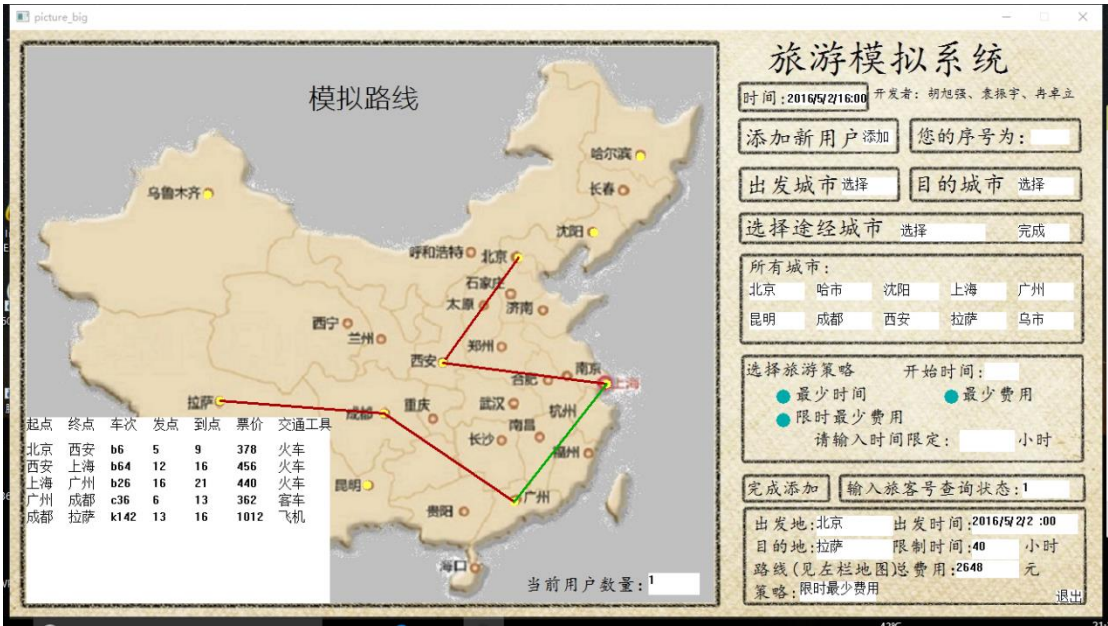 picture_big
模拟路线
哈尔滨
长春
乌鲁木齐
沈阳
呼和浩特 北京
石家庄
太原 济南
西宁
兰州
郑州
西安
南京
合肥 上海
拉萨
成都 重庆 武汉 杭州
南昌
长沙
福州
昆明
广州
贵阳
海口
起点 终点 车次 发点 到点 票价 交通工具
北京 西安 b6 5 9 378 火车
西安 上海 b64 12 16 456 火车
上海 广州 b26 16 21 440 火车
广州 成都 c36 6 13 362 客车
成都 拉萨 k142 13 16 1012 飞机
当前用户数量:1
旅游模拟系统
时间:2016/5/2/16:00 开发者:胡旭强、袁振宇、冉卓立
添加新用户 添加 您的序号为:
出发城市 选择 目的城市 选择
选择途经城市 选择 完成
所有城市:
北京 哈市 沈阳 上海 广州
昆明 成都 西安 拉萨 乌市
选择旅游策略 开始时间:
最少时间 最少费用
限时最少费用
请输入时间限定: 小时
完成添加 输入旅客号查询状态:1
出发地:北京 出发时间:2016/5/2/2 :00
目的地:拉萨 限制时间:40 小时
路线(见左栏地图)总费用:2648 元
策略:限时最少费用
退出